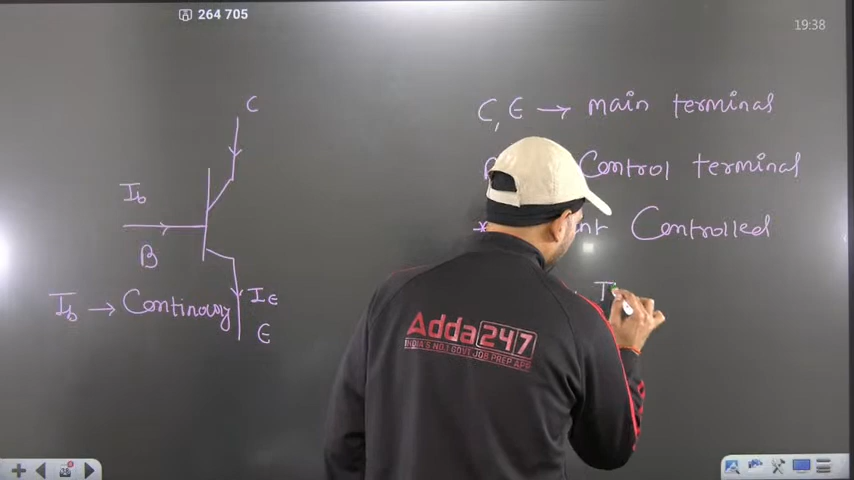 264 705
19:38
C
C, E → main terminal
Control terminal
Ib
B
* Controlled
Ib → Continuous
IE
E
T
Adda247
INDIA'S NO.1 GOVT JOB PREP APP